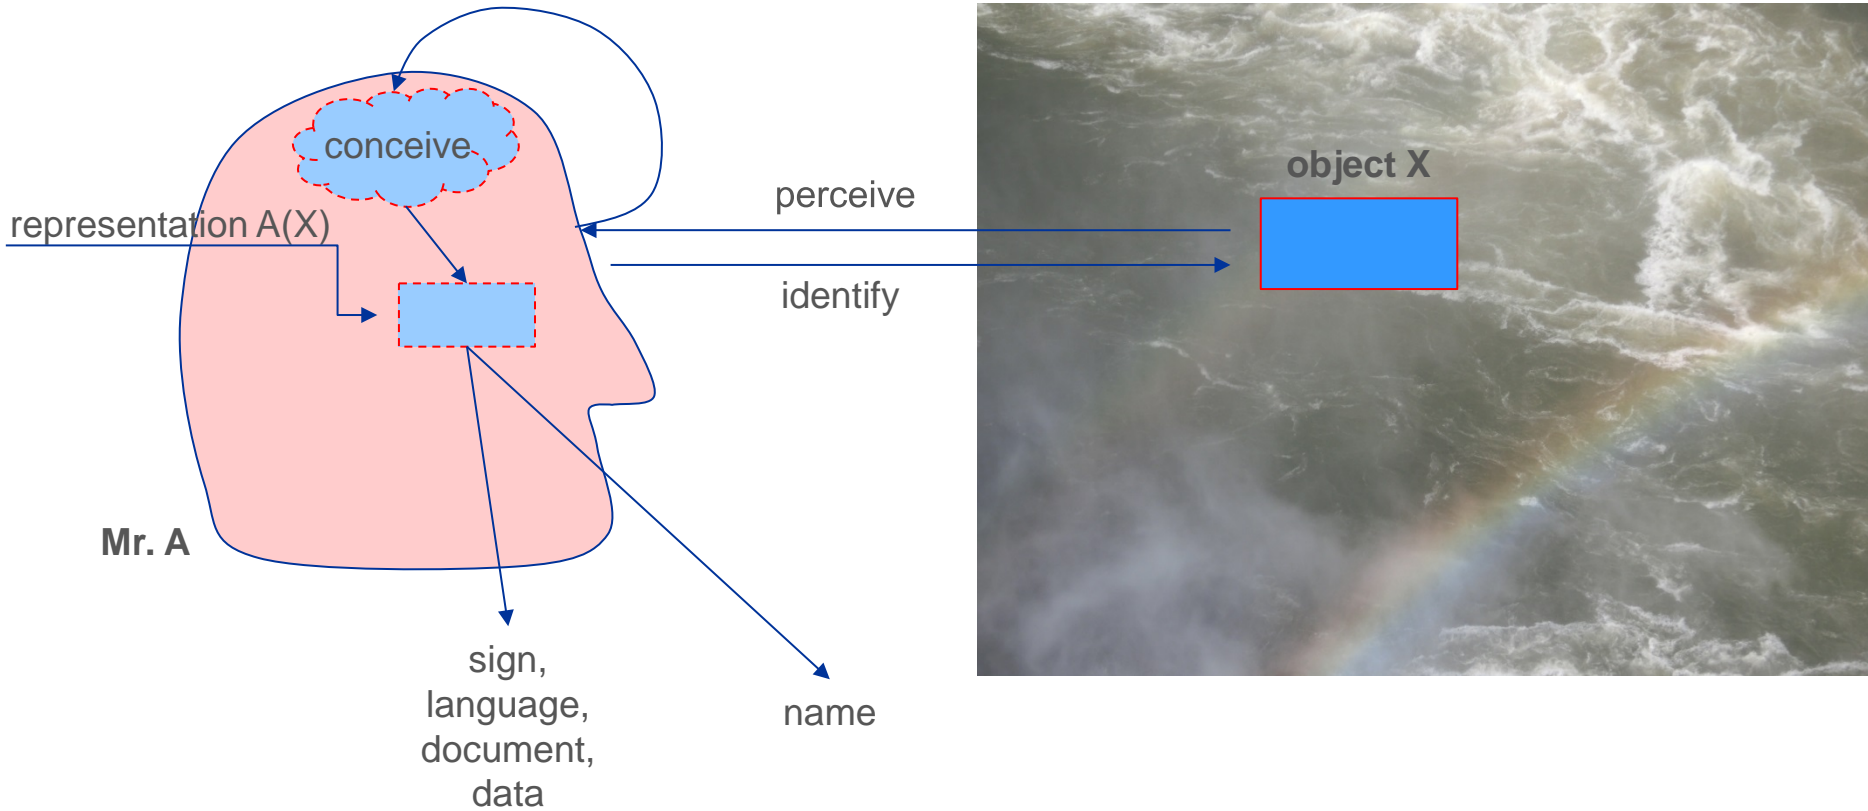 conceive
object X
perceive
representation A(X)
identify
Mr. A
sign,
language,
document,
data
name